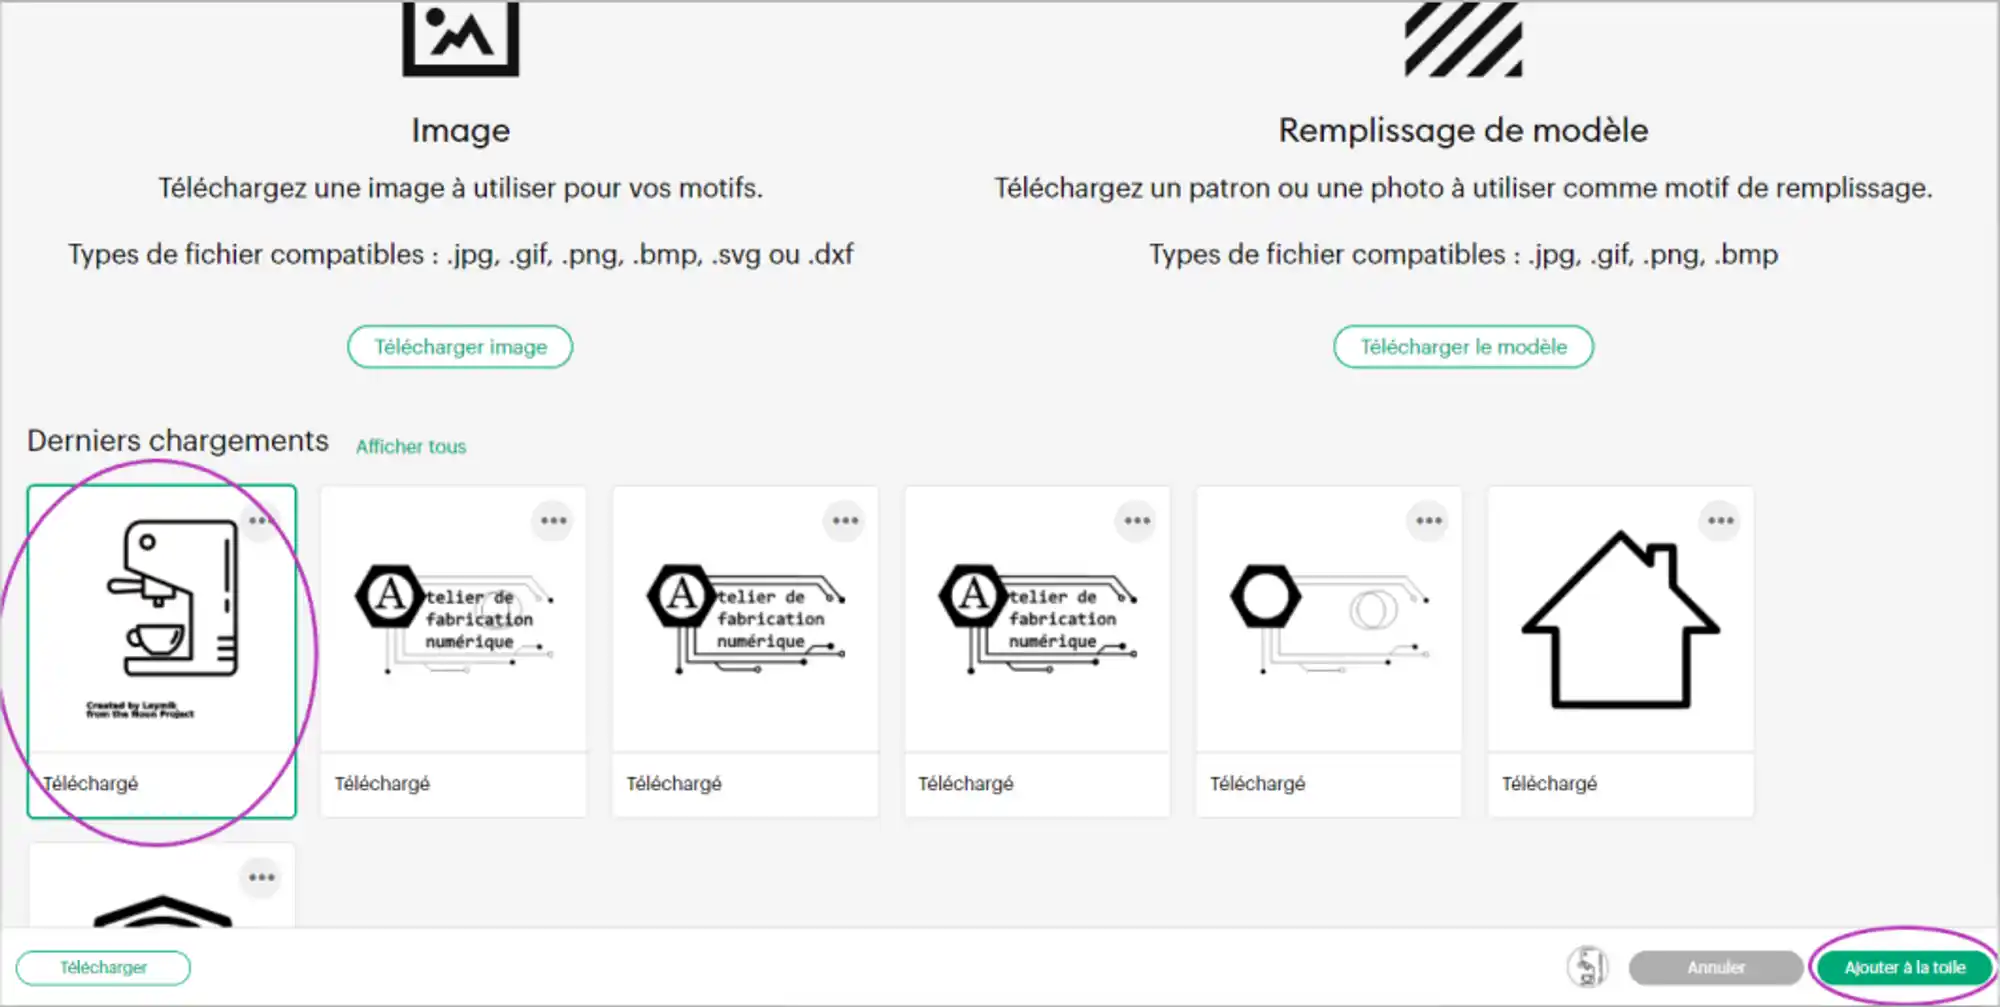 Image
Téléchargez une image à utiliser pour vos motifs.
Types de fichier compatibles : .jpg, .gif, .png, .bmp, .svg ou .dxf
Télécharger image
Remplissage de modèle
Téléchargez un patron ou une photo à utiliser comme motif de remplissage.
Types de fichier compatibles : .jpg, .gif, .png, .bmp
Télécharger le modèle
Derniers chargements
Afficher tous
Created by Laymik
from the Noun Project
Téléchargé
A
telier de
fabrication
numérique
Téléchargé
A
telier de
fabrication
numérique
Téléchargé
A
telier de
fabrication
numérique
Téléchargé
Téléchargé
Téléchargé
Télécharger
Annuler
Ajouter à la toile